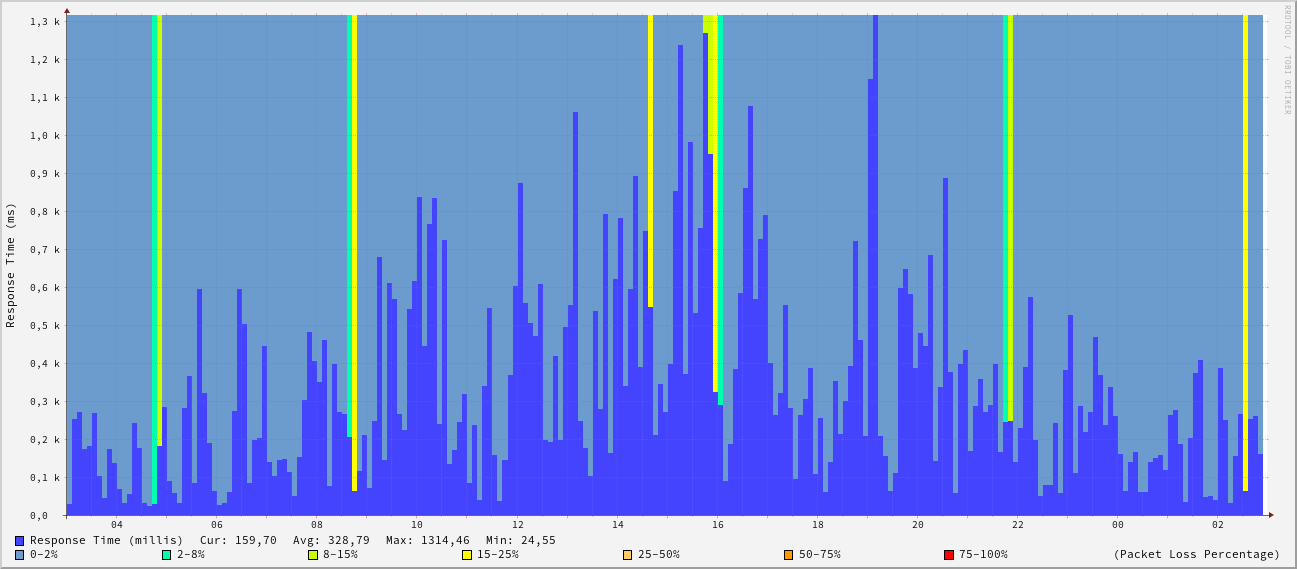 RRDTOOL / TOBI OETIKER
Response Time (ms)
1,3 k
1,2 k
1,1 k
1,0 k
0,9 k
0,8 k
0,7 k
0,6 k
0,5 k
0,4 k
0,3 k
0,2 k
0,1 k
0,0
04 06 08 10 12 14 16 18 20 22 00 02
Response Time (millis) Cur: 159,70 Avg: 328,79 Max: 1314,46 Min: 24,55
0-2% 2-8% 8-15% 15-25% 25-50% 50-75% 75-100% (Packet Loss Percentage)